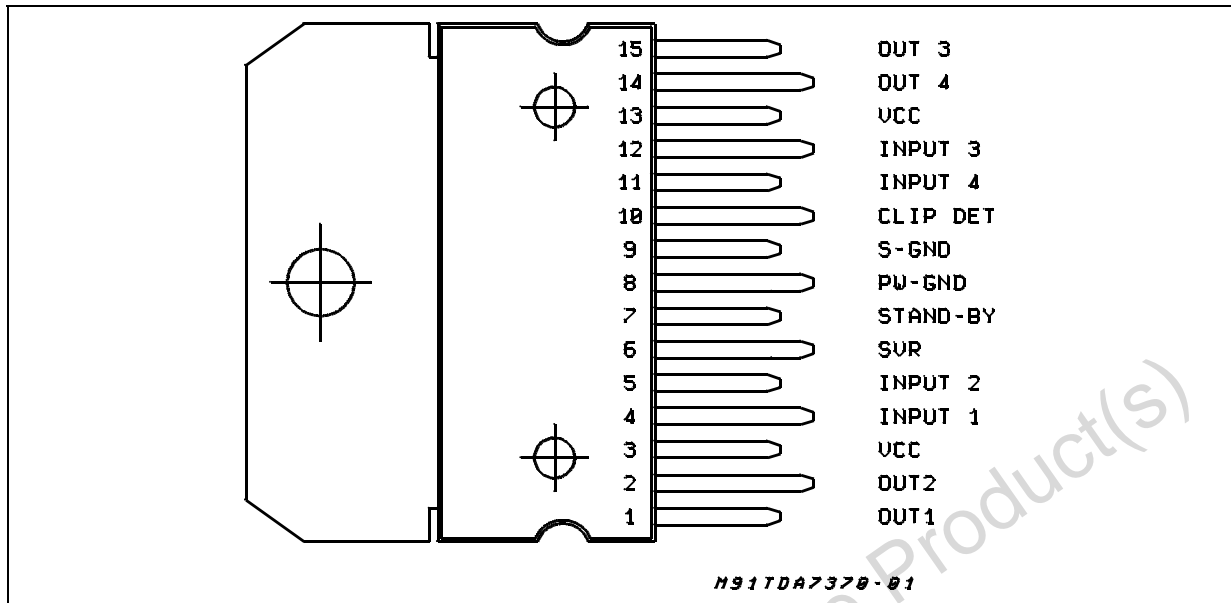 15 OUT 3
14 OUT 4
13 VCC
12 INPUT 3
11 INPUT 4
10 CLIP DET
9 S-GND
8 PW-GND
7 STAND-BY
6 SVR
5 INPUT 2
4 INPUT 1
3 VCC
2 OUT2
1 OUT1
M91TDA7370-01
Product(s)